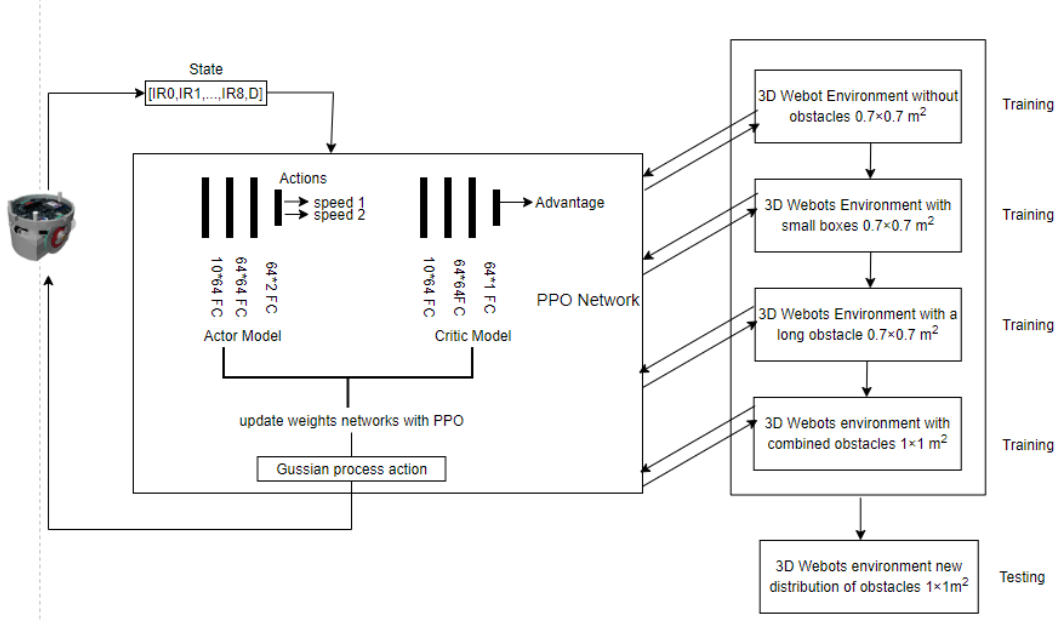 State
[IR0,IR1,...,IR8,D]
Actions
speed 1
speed 2
Advantage
10*64 FC
64*64 FC
64*2 FC
10*64 FC
64*64FC
64*1 FC
PPO Network
Actor Model
Critic Model
update weights networks with PPO
Gussian process action
3D Webot Environment without
obstacles 0.7×0.7 m²
Training
3D Webots Environment with
small boxes 0.7×0.7 m²
Training
3D Webots Environment with a
long obstacle 0.7×0.7 m²
Training
3D Webots environment with
combined obstacles 1×1 m²
Training
3D Webots environment new
distribution of obstacles 1×1m²
Testing